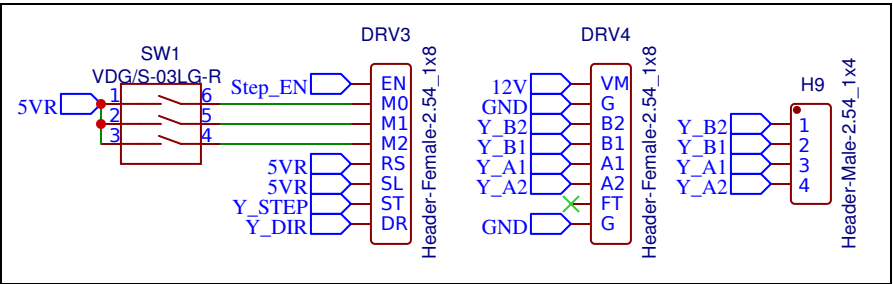 SW1
VDG/S-03LG-R
5VR
1
2
3
6
5
4
DRV3
Step_EN
5VR
5VR
Y_STEP
Y_DIR
EN
M0
M1
M2
RS
SL
ST
DR
Header-Female-2.54_1x8
DRV4
12V
GND
Y_B2
Y_B1
Y_A1
Y_A2
GND
VM
G
B2
B1
A1
A2
FT
G
Header-Female-2.54_1x8
H9
Y_B2
Y_B1
Y_A1
Y_A2
1
2
3
4
Header-Male-2.54_1x4